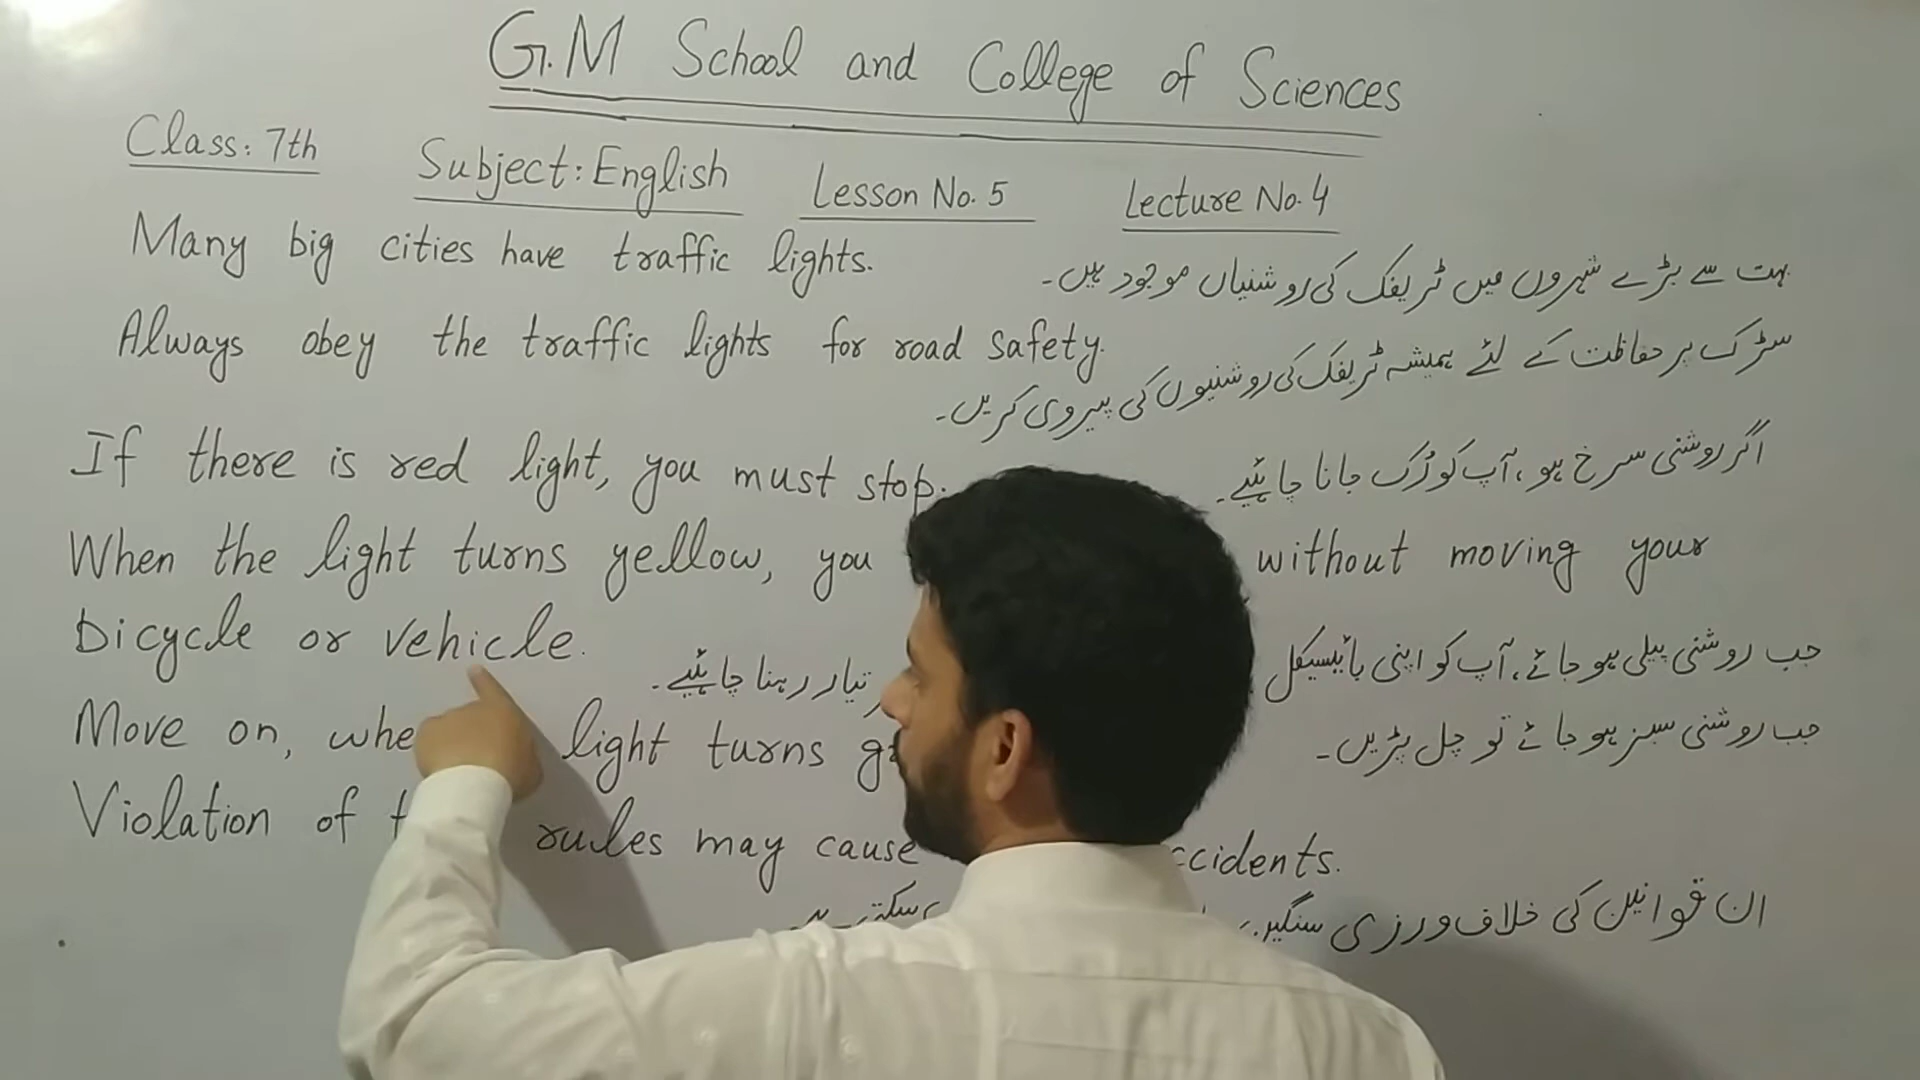 G.M School and College of Sciences
Class: 7th Subject: English Lesson No. 5 Lecture No. 4
Many big cities have traffic lights.
بہت سے بڑے شہروں میں ٹریفک کی روشنیاں موجود ہیں۔
Always obey the traffic lights for road safety.
سڑک پر حفاظت کے لئے ہمیشہ ٹریفک کی روشنیوں کی پیروی کریں۔
If there is red light, you must stop.
اگر روشنی سرخ ہو، آپ کو رُک جانا چاہئیے۔
When the light turns yellow, you without moving your
bicycle or vehicle.
جب روشنی پیلی ہو جائے، آپ کو اپنی بائیسیکل تیار رہنا چاہئیے۔
Move on, light turns
جب روشنی سبز ہو جائے تو چل پڑیں۔
Violation of rules may cause
ان قوانین کی خلاف ورزی